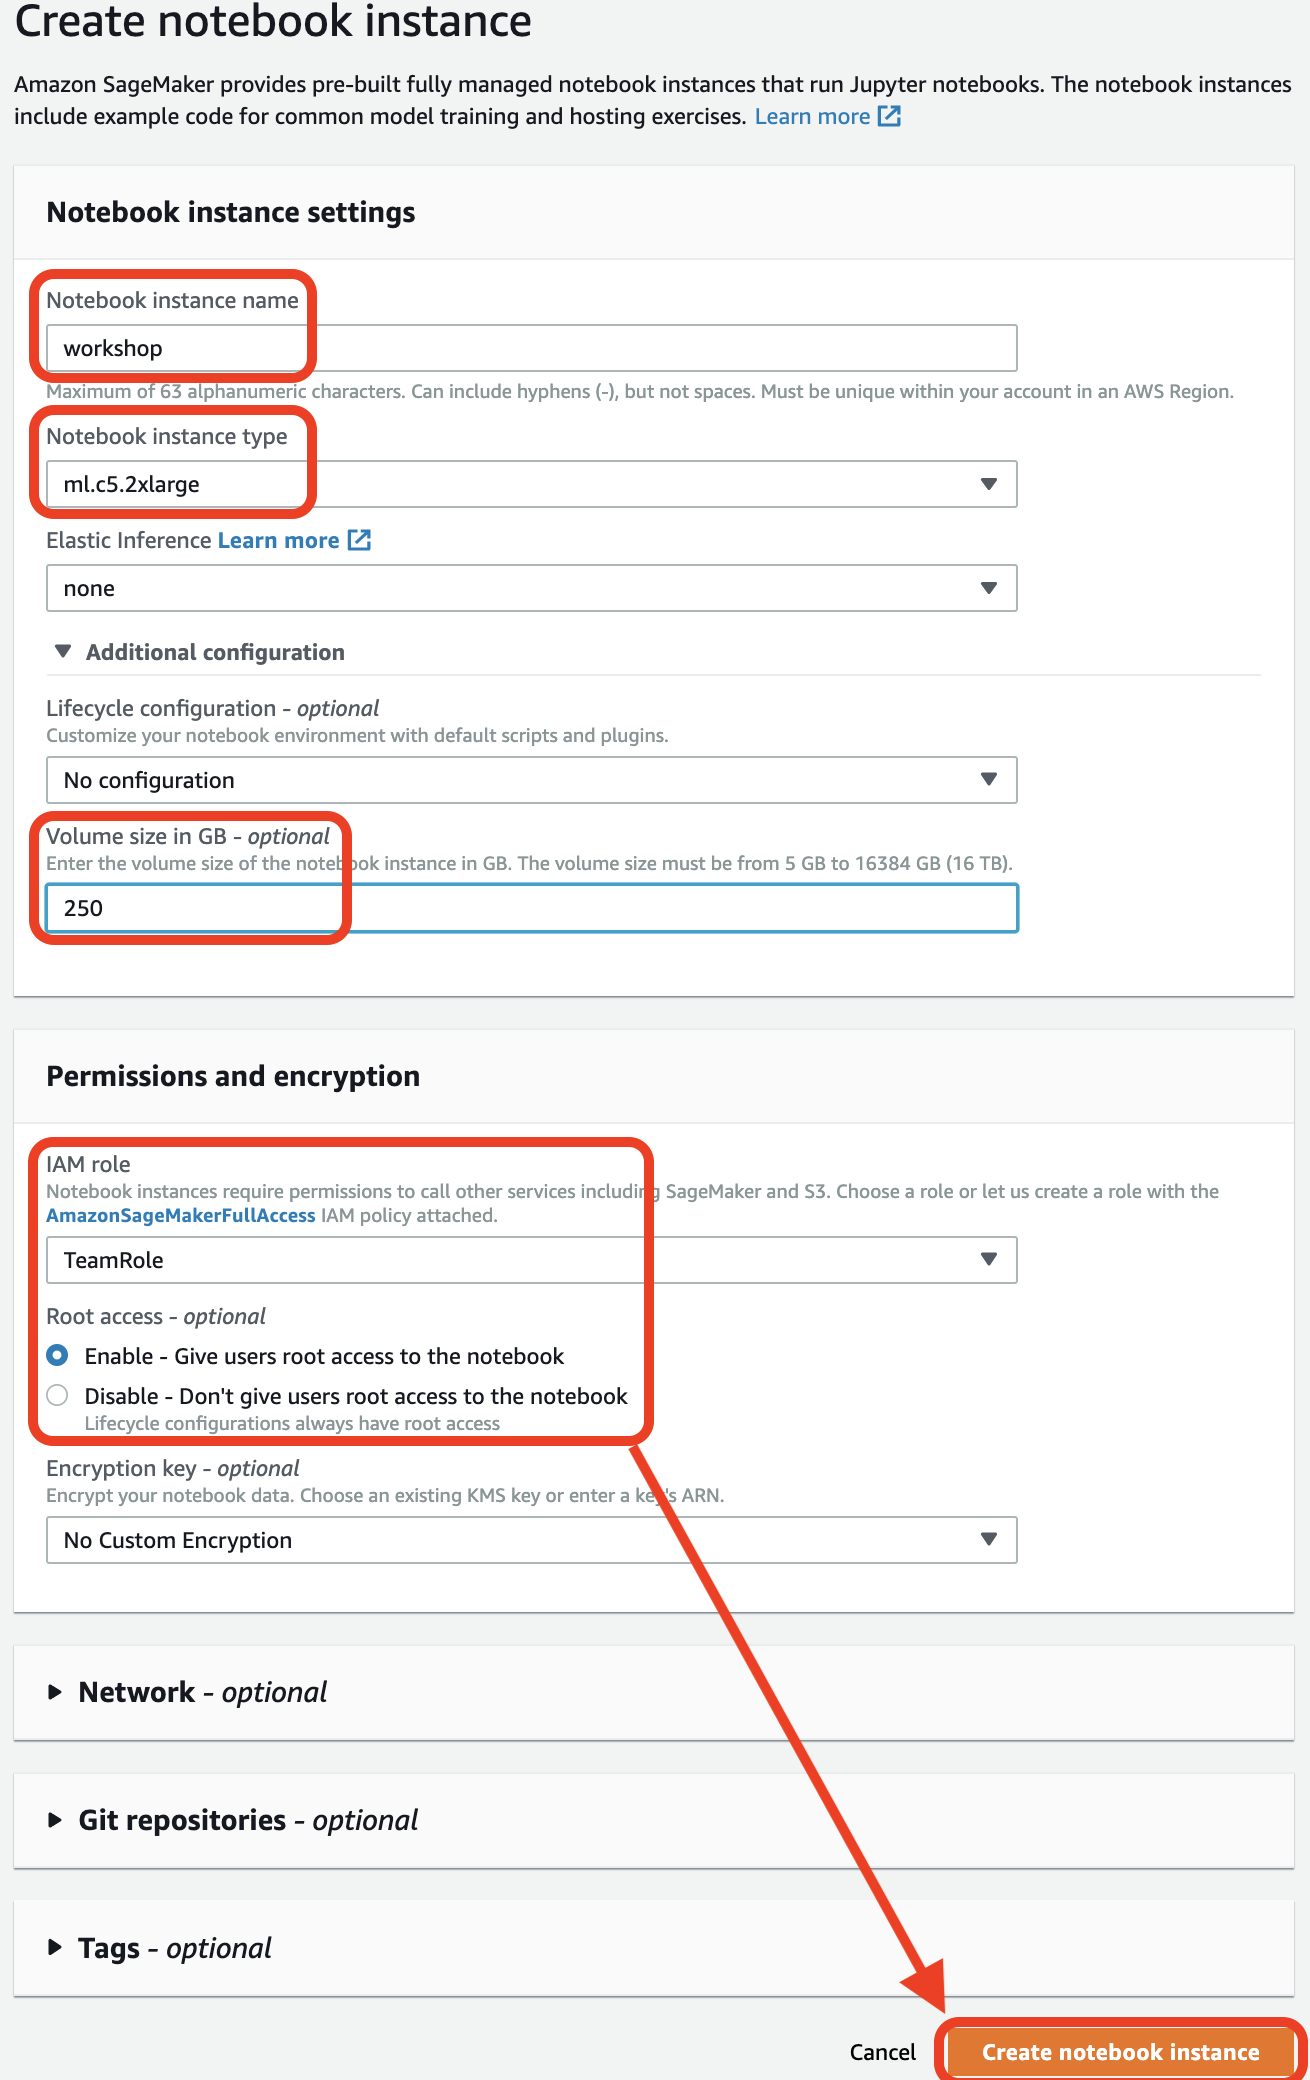 Create notebook instance
Amazon SageMaker provides pre-built fully managed notebook instances that run Jupyter notebooks. The notebook instances
include example code for common model training and hosting exercises. Learn more
Notebook instance settings
Notebook instance name
workshop
Maximum of 63 alphanumeric characters. Can include hyphens (-), but not spaces. Must be unique within your account in an AWS Region.
Notebook instance type
ml.c5.2xlarge
Elastic Inference Learn more
none
Additional configuration
Lifecycle configuration - optional
Customize your notebook environment with default scripts and plugins.
No configuration
Volume size in GB - optional
Enter the volume size of the notebook instance in GB. The volume size must be from 5 GB to 16384 GB (16 TB).
250
Permissions and encryption
IAM role
Notebook instances require permissions to call other services including SageMaker and S3. Choose a role or let us create a role with the
AmazonSageMakerFullAccess IAM policy attached.
TeamRole
Root access - optional
Enable - Give users root access to the notebook
Disable - Don't give users root access to the notebook
Lifecycle configurations always have root access
Encryption key - optional
Encrypt your notebook data. Choose an existing KMS key or enter a key's ARN.
No Custom Encryption
Network - optional
Git repositories - optional
Tags - optional
Cancel
Create notebook instance